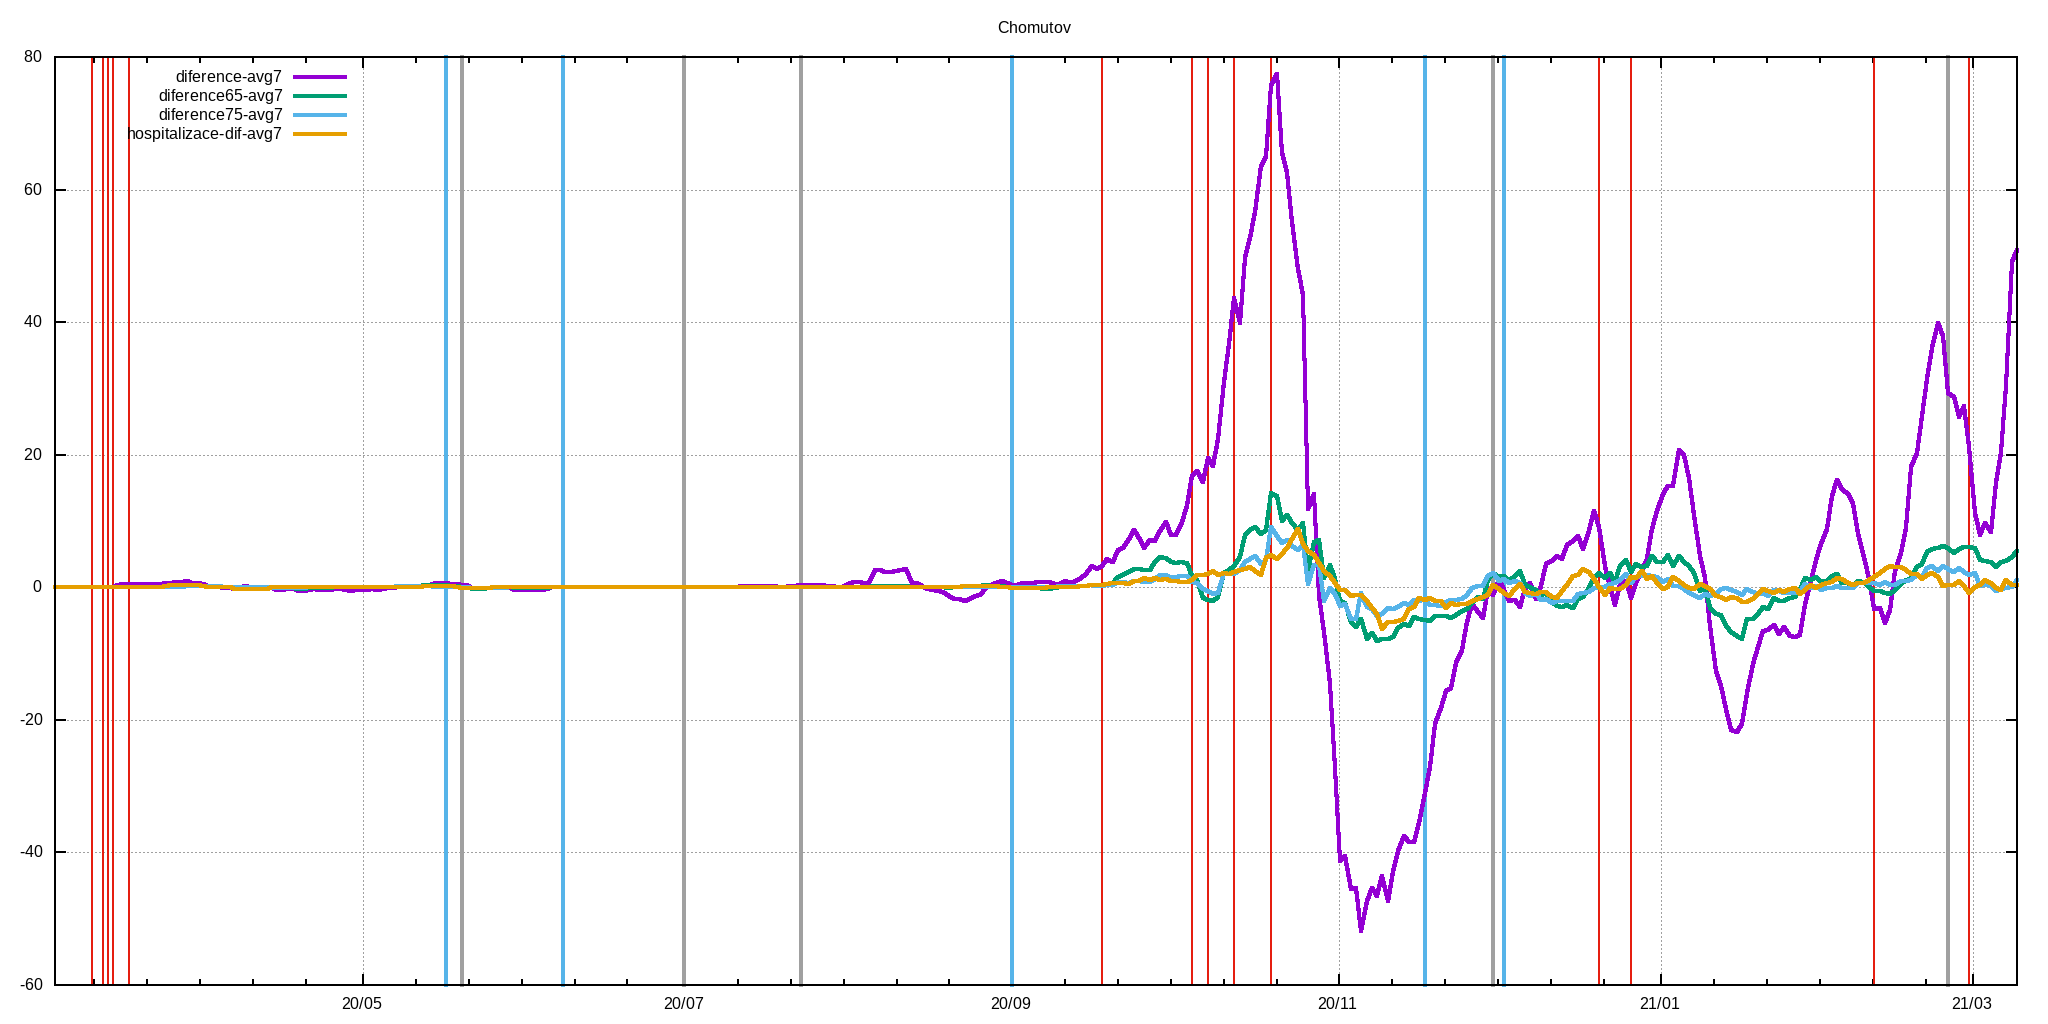 Chomutov
80
diference-avg7
diference65-avg7
diference75-avg7
hospitalizace-dif-avg7
60
40
20
0
-20
-40
-60
20/05
20/07
20/09
20/11
21/01
21/03